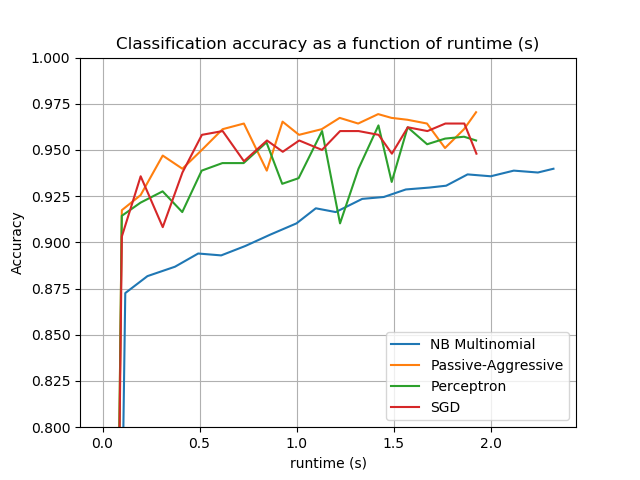 Classification accuracy as a function of runtime (s)
1.000
0.975
0.950
0.925
0.900
0.875
0.850
0.825
0.800
Accuracy
NB Multinomial
Passive-Aggressive
Perceptron
SGD
0.0 0.5 1.0 1.5 2.0
runtime (s)